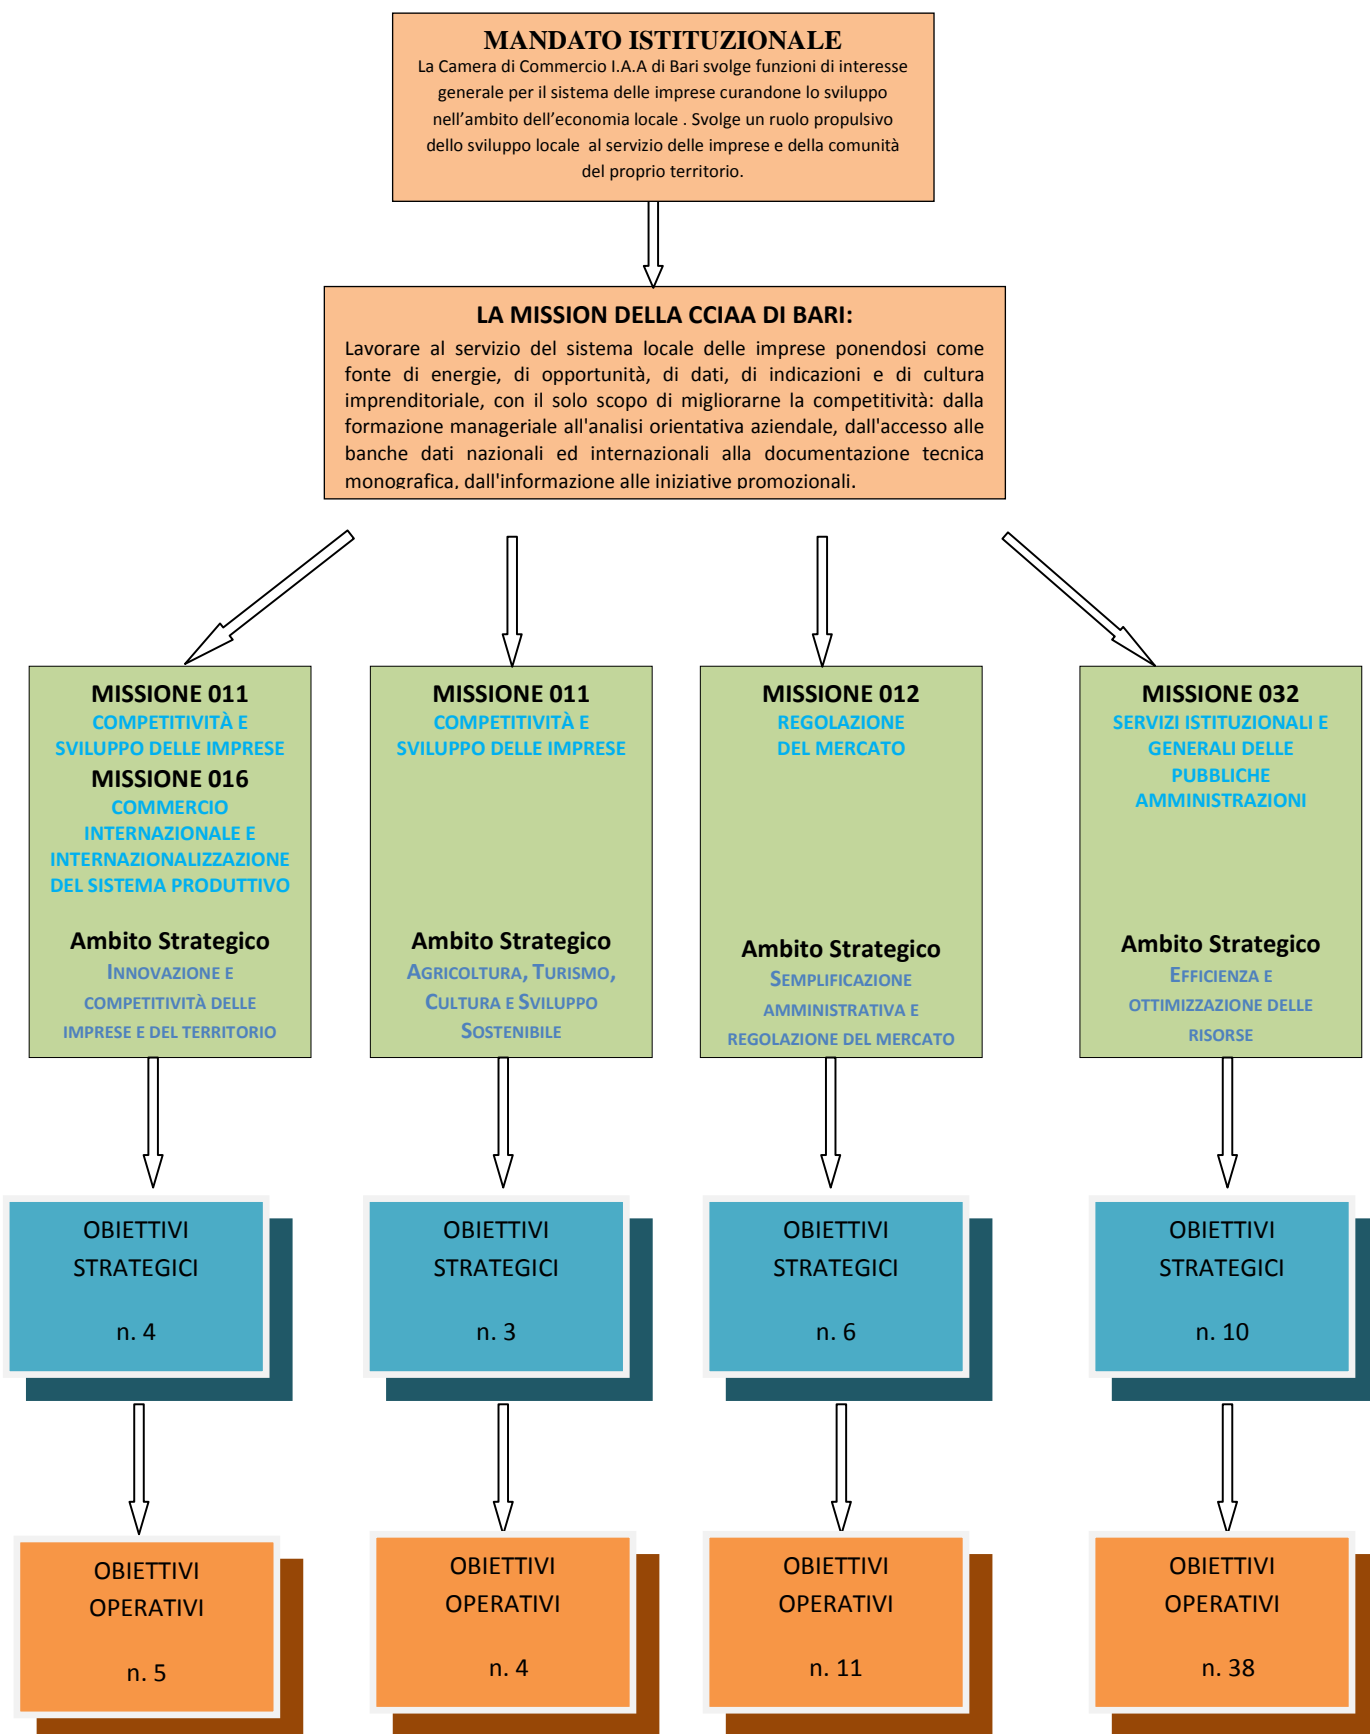 MANDATO ISTITUZIONALE
La Camera di Commercio I.A.A di Bari svolge funzioni di interesse
generale per il sistema delle imprese curandone lo sviluppo
nell'ambito dell'economia locale . Svolge un ruolo propulsivo
dello sviluppo locale al servizio delle imprese e della comunità
del proprio territorio.
LA MISSION DELLA CCIAA DI BARI:
Lavorare al servizio del sistema locale delle imprese ponendosi come
fonte di energie, di opportunità, di dati, di indicazioni e di cultura
imprenditoriale, con il solo scopo di migliorarne la competitività: dalla
formazione manageriale all'analisi orientativa aziendale, dall'accesso alle
banche dati nazionali ed internazionali alla documentazione tecnica
monografica, dall'informazione alle iniziative promozionali.
MISSIONE 011
COMPETITIVITÀ E
SVILUPPO DELLE IMPRESE
MISSIONE 016
COMMERCIO
INTERNAZIONALE E
INTERNAZIONALIZZAZIONE
DEL SISTEMA PRODUTTIVO
Ambito Strategico
INNOVAZIONE E
COMPETITIVITÀ DELLE
IMPRESE E DEL TERRITORIO
MISSIONE 011
COMPETITIVITÀ E
SVILUPPO DELLE IMPRESE
Ambito Strategico
AGRICOLTURA, TURISMO,
CULTURA E SVILUPPO
SOSTENIBILE
MISSIONE 012
REGOLAZIONE
DEL MERCATO
Ambito Strategico
SEMPLIFICAZIONE
AMMINISTRATIVA E
REGOLAZIONE DEL MERCATO
MISSIONE 032
SERVIZI ISTITUZIONALI E
GENERALI DELLE
PUBBLICHE
AMMINISTRAZIONI
Ambito Strategico
EFFICIENZA E
OTTIMIZZAZIONE DELLE
RISORSE
OBIETTIVI
STRATEGICI
n. 4
OBIETTIVI
STRATEGICI
n. 3
OBIETTIVI
STRATEGICI
n. 6
OBIETTIVI
STRATEGICI
n. 10
OBIETTIVI
OPERATIVI
n. 5
OBIETTIVI
OPERATIVI
n. 4
OBIETTIVI
OPERATIVI
n. 11
OBIETTIVI
OPERATIVI
n. 38